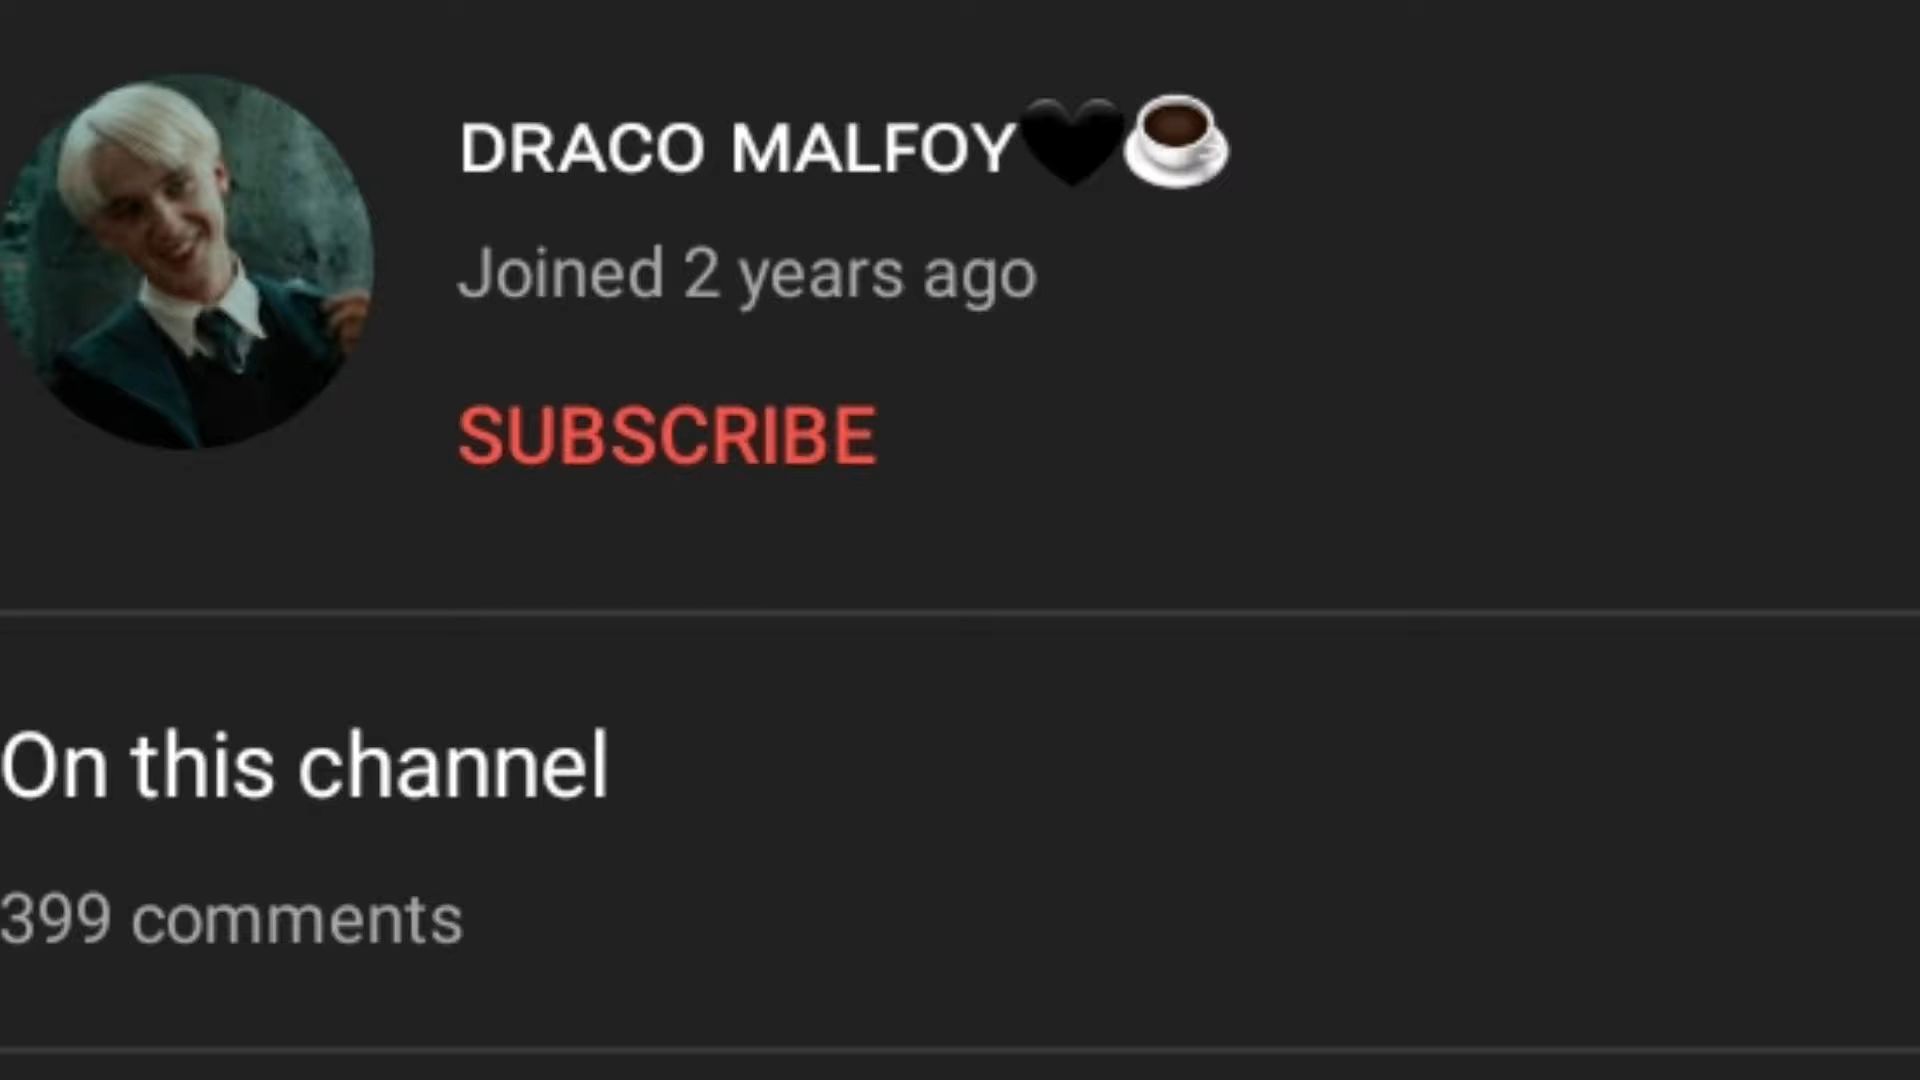 DRACO MALFOY🖤☕
Joined 2 years ago
SUBSCRIBE
On this channel
399 comments